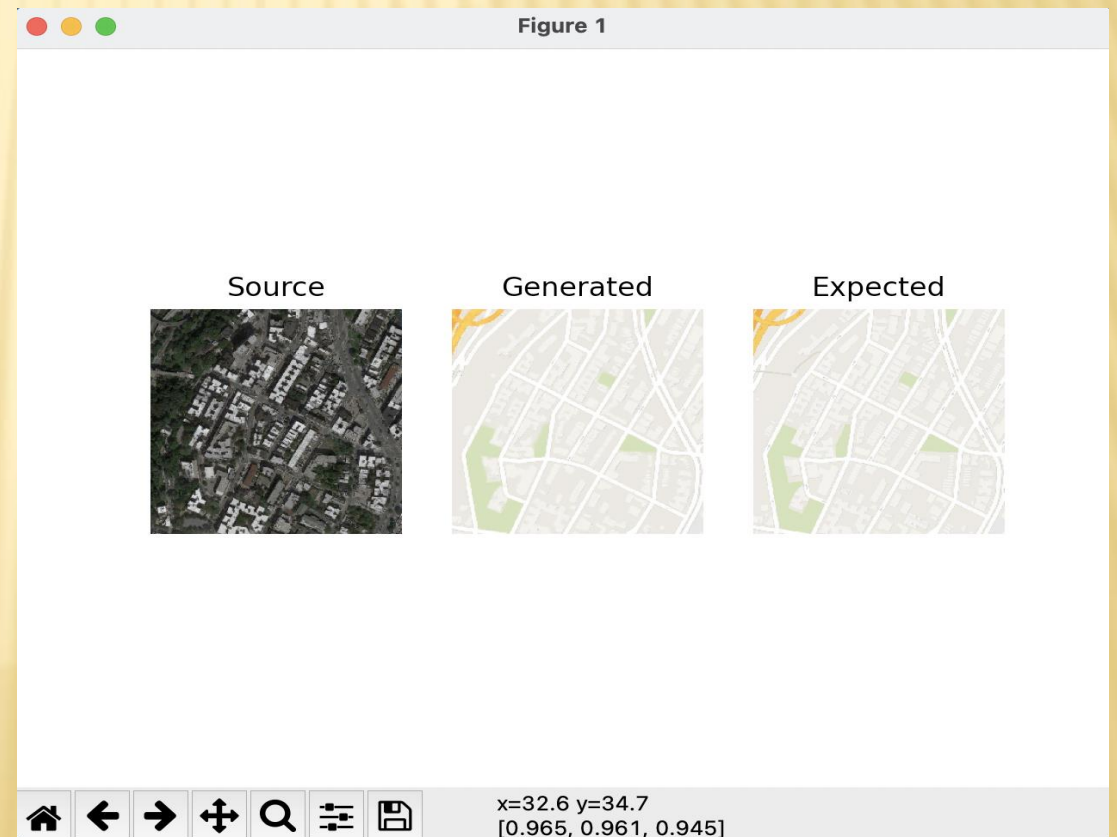 Figure 1
Source Generated Expected
x=32.6 y=34.7
[0.965, 0.961, 0.945]